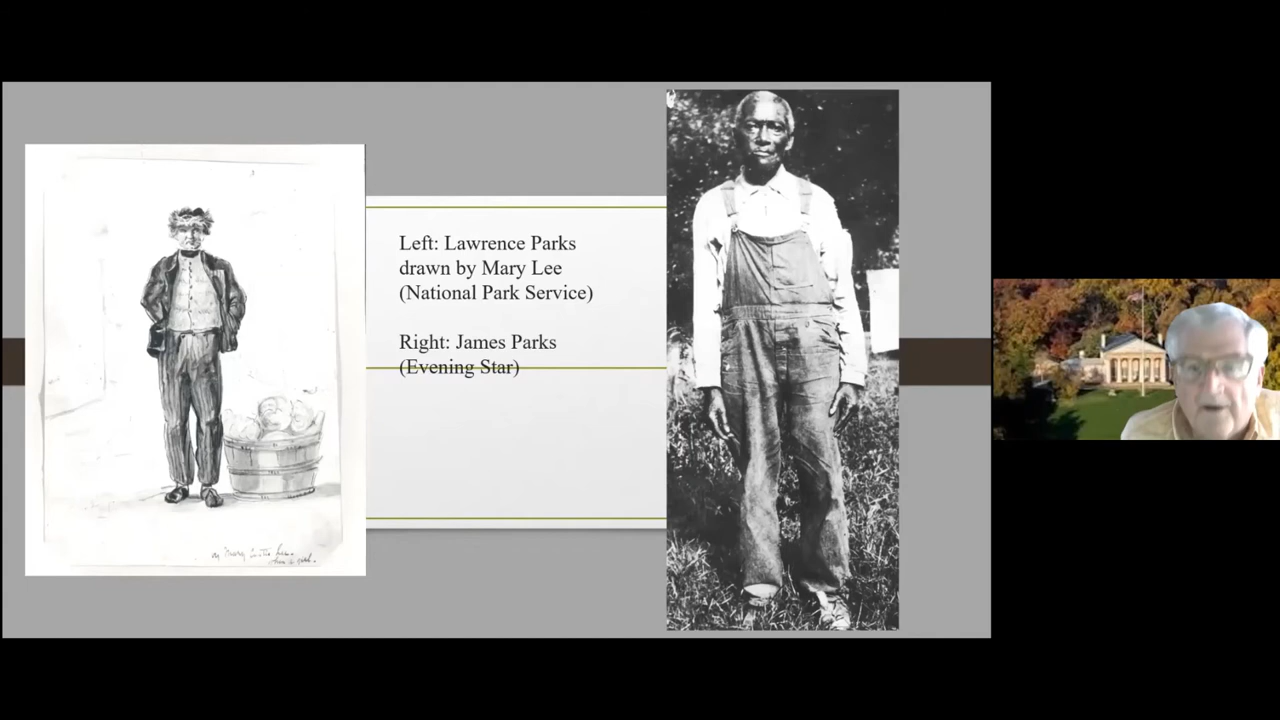 Left: Lawrence Parks
drawn by Mary Lee
(National Park Service)
Right: James Parks
(Evening Star)